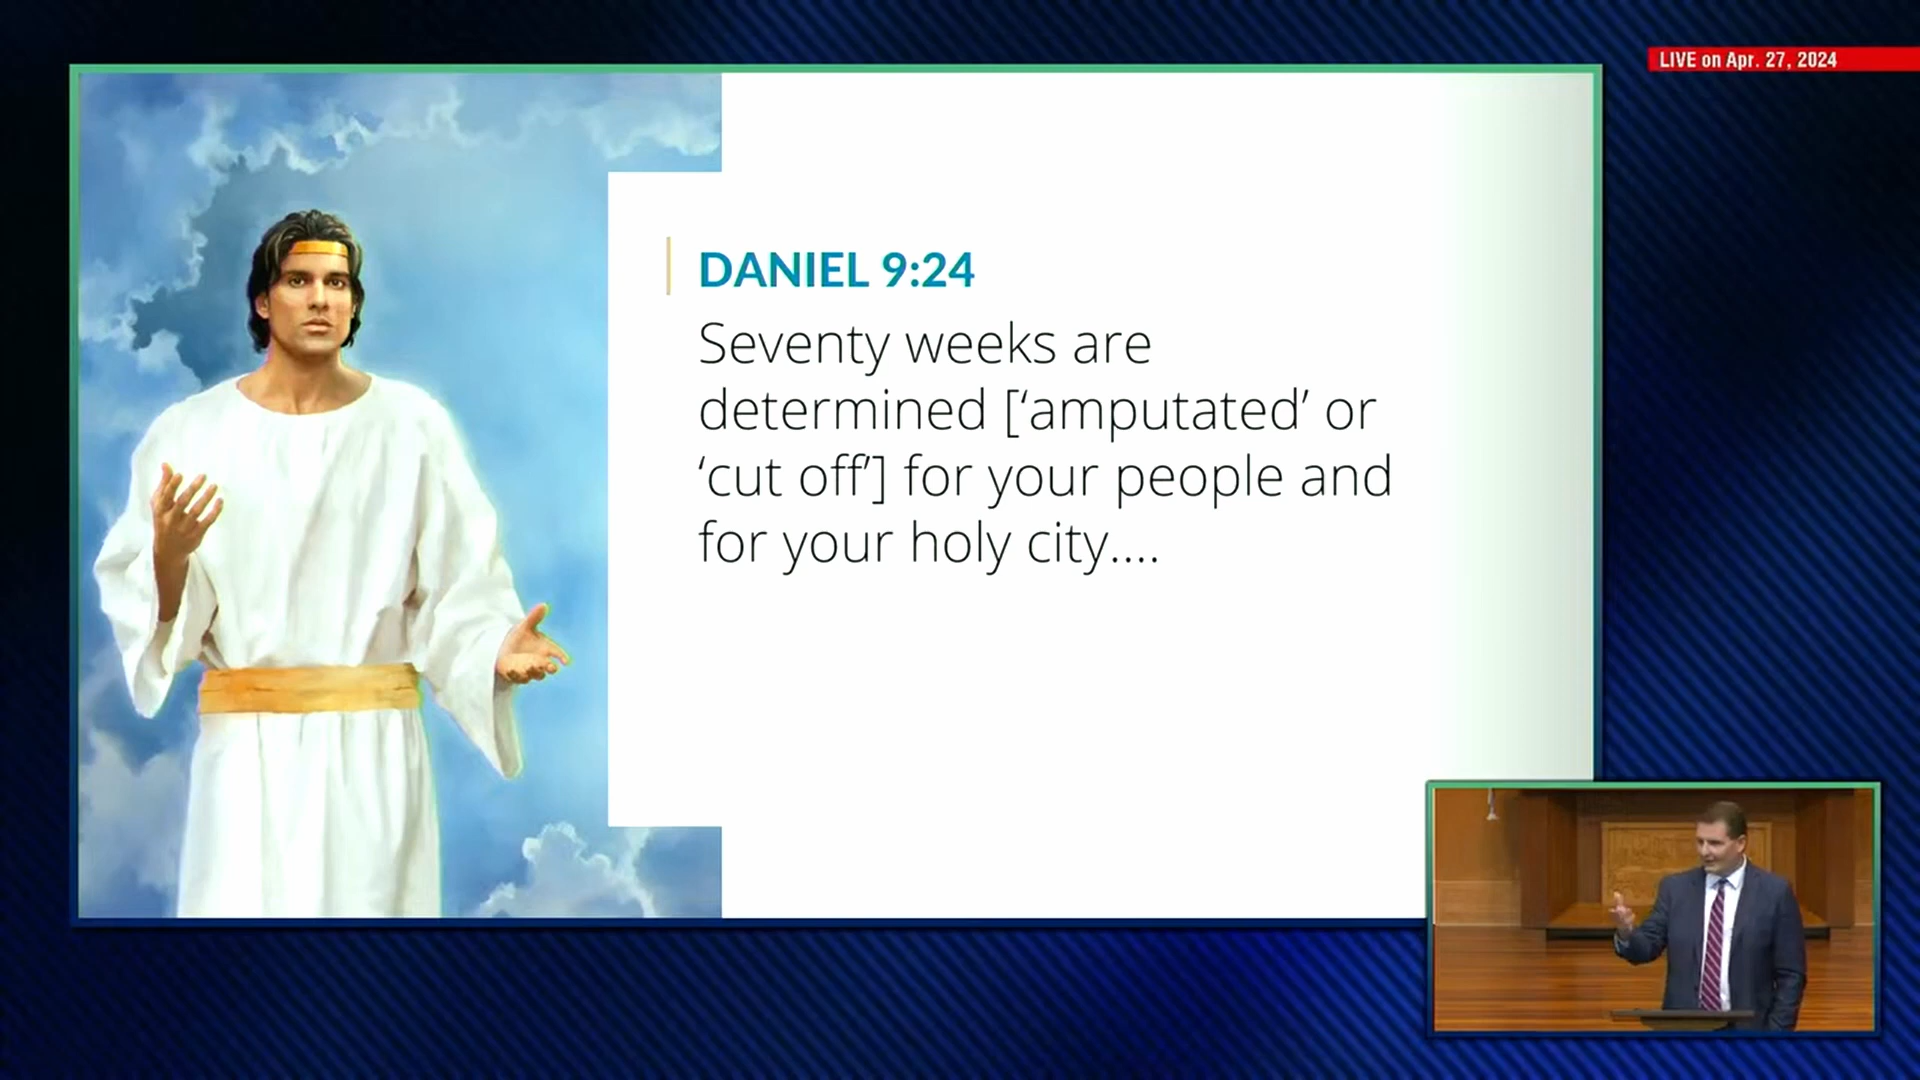 LIVE on Apr. 27, 2024
DANIEL 9:24
Seventy weeks are
determined [‘amputated’ or
‘cut off’] for your people and
for your holy city....